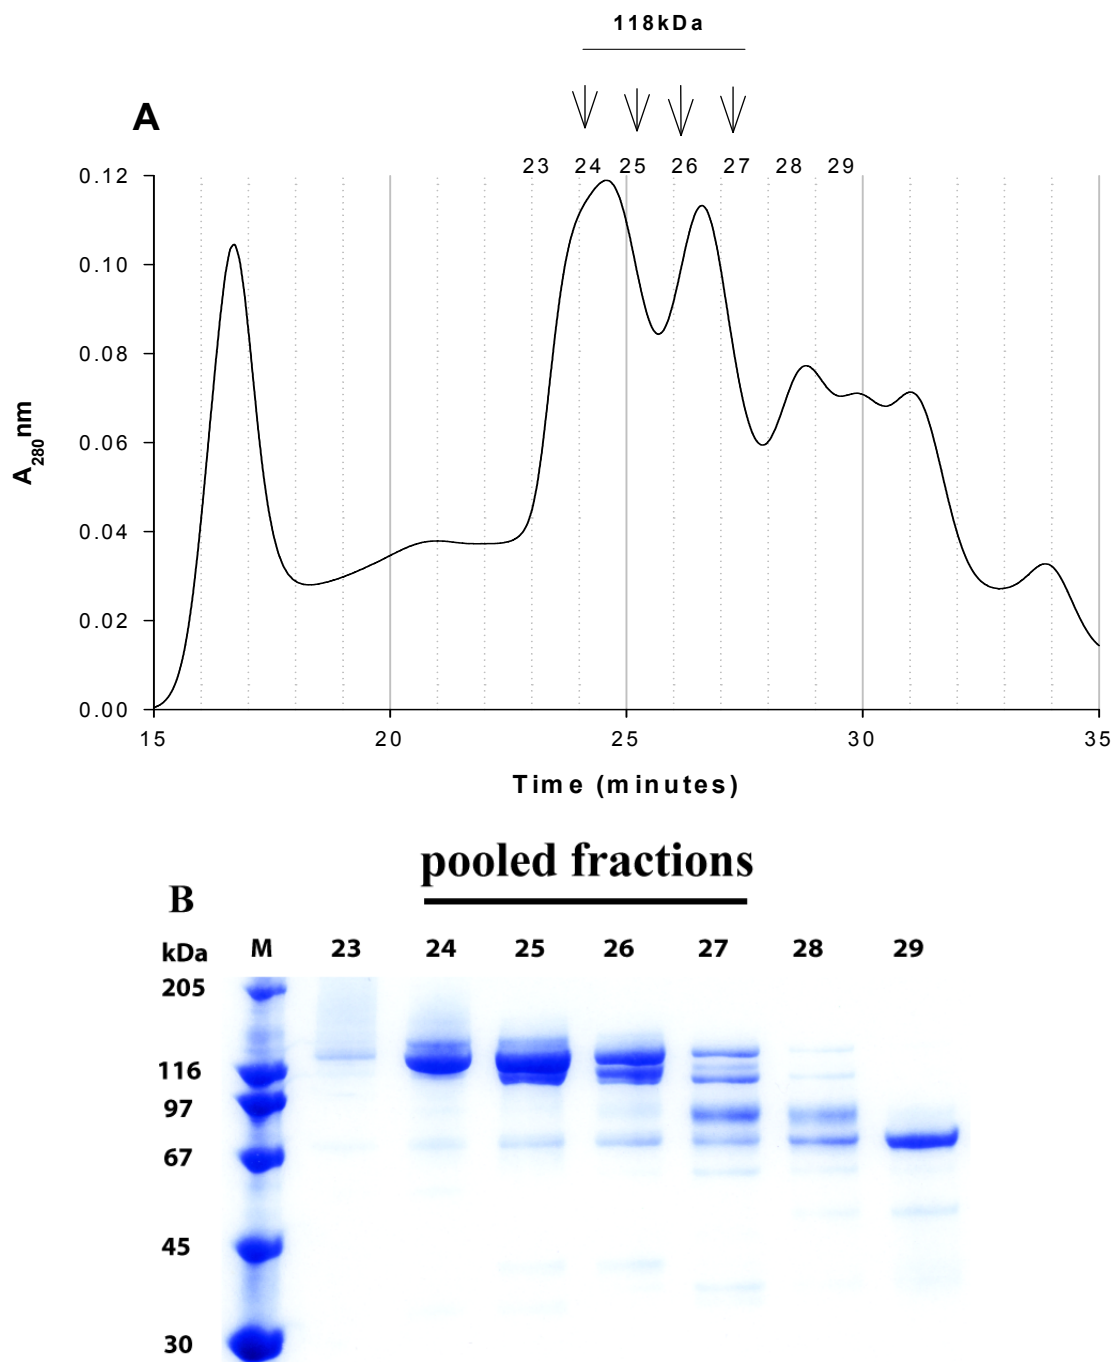 118kDa
A
23 24 25 26 27 28 29
0.12
0.10
0.08
0.06
0.04
0.02
0.00
A280nm
15 20 25 30 35
Time (minutes)
pooled fractions
B
kDa M 23 24 25 26 27 28 29
205
116
97
67
45
30